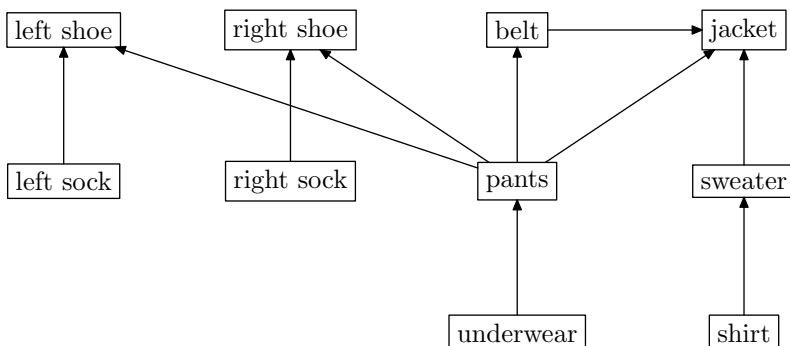 left shoe
right shoe
belt
jacket
left sock
right sock
pants
sweater
underwear
shirt